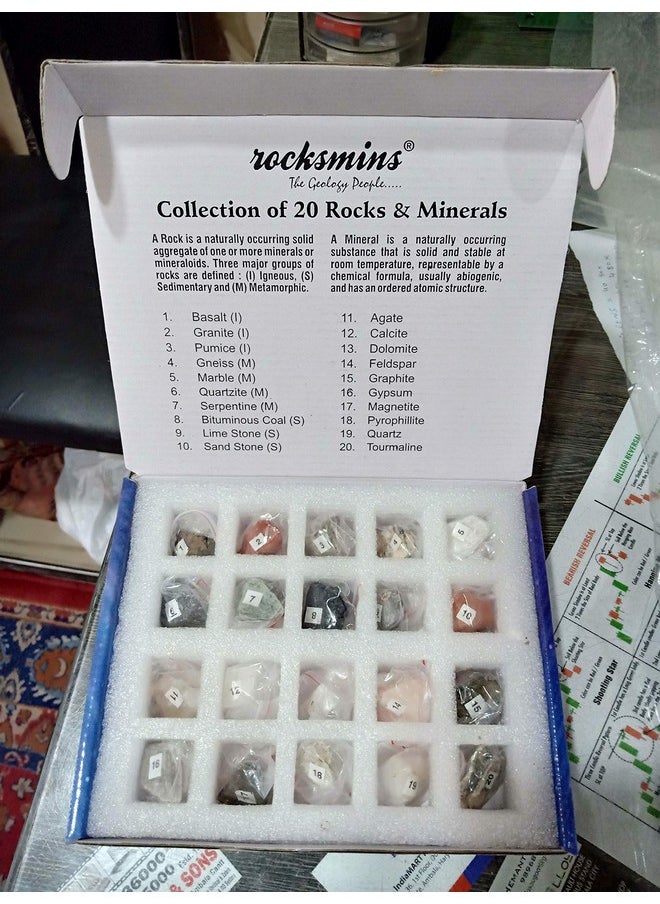 rocksmins®
The Geology People.....
Collection of 20 Rocks & Minerals
A Rock is a naturally occurring solid
aggregate of one or more minerals or
mineraloids. Three major groups of
rocks are defined : (I) Igneous, (S)
Sedimentary and (M) Metamorphic.
A Mineral is a naturally occurring
substance that is solid and stable at
room temperature, representable by a
chemical formula, usually abiogenic,
and has an ordered atomic structure.
1. Basalt (I)
2. Granite (I)
3. Pumice (I)
4. Gneiss (M)
5. Marble (M)
6. Quartzite (M)
7. Serpentine (M)
8. Bituminous Coal (S)
9. Lime Stone (S)
10. Sand Stone (S)
11. Agate
12. Calcite
13. Dolomite
14. Feldspar
15. Graphite
16. Gypsum
17. Magnetite
18. Pyrophillite
19. Quartz
20. Tourmaline
1
2
3
4
5
6
7
8
10
11
12
14
15
16
18
19
20
BULLISH REVERSAL
BEARISH REVERSAL
Shooting Star
& SONS
IndiaMART